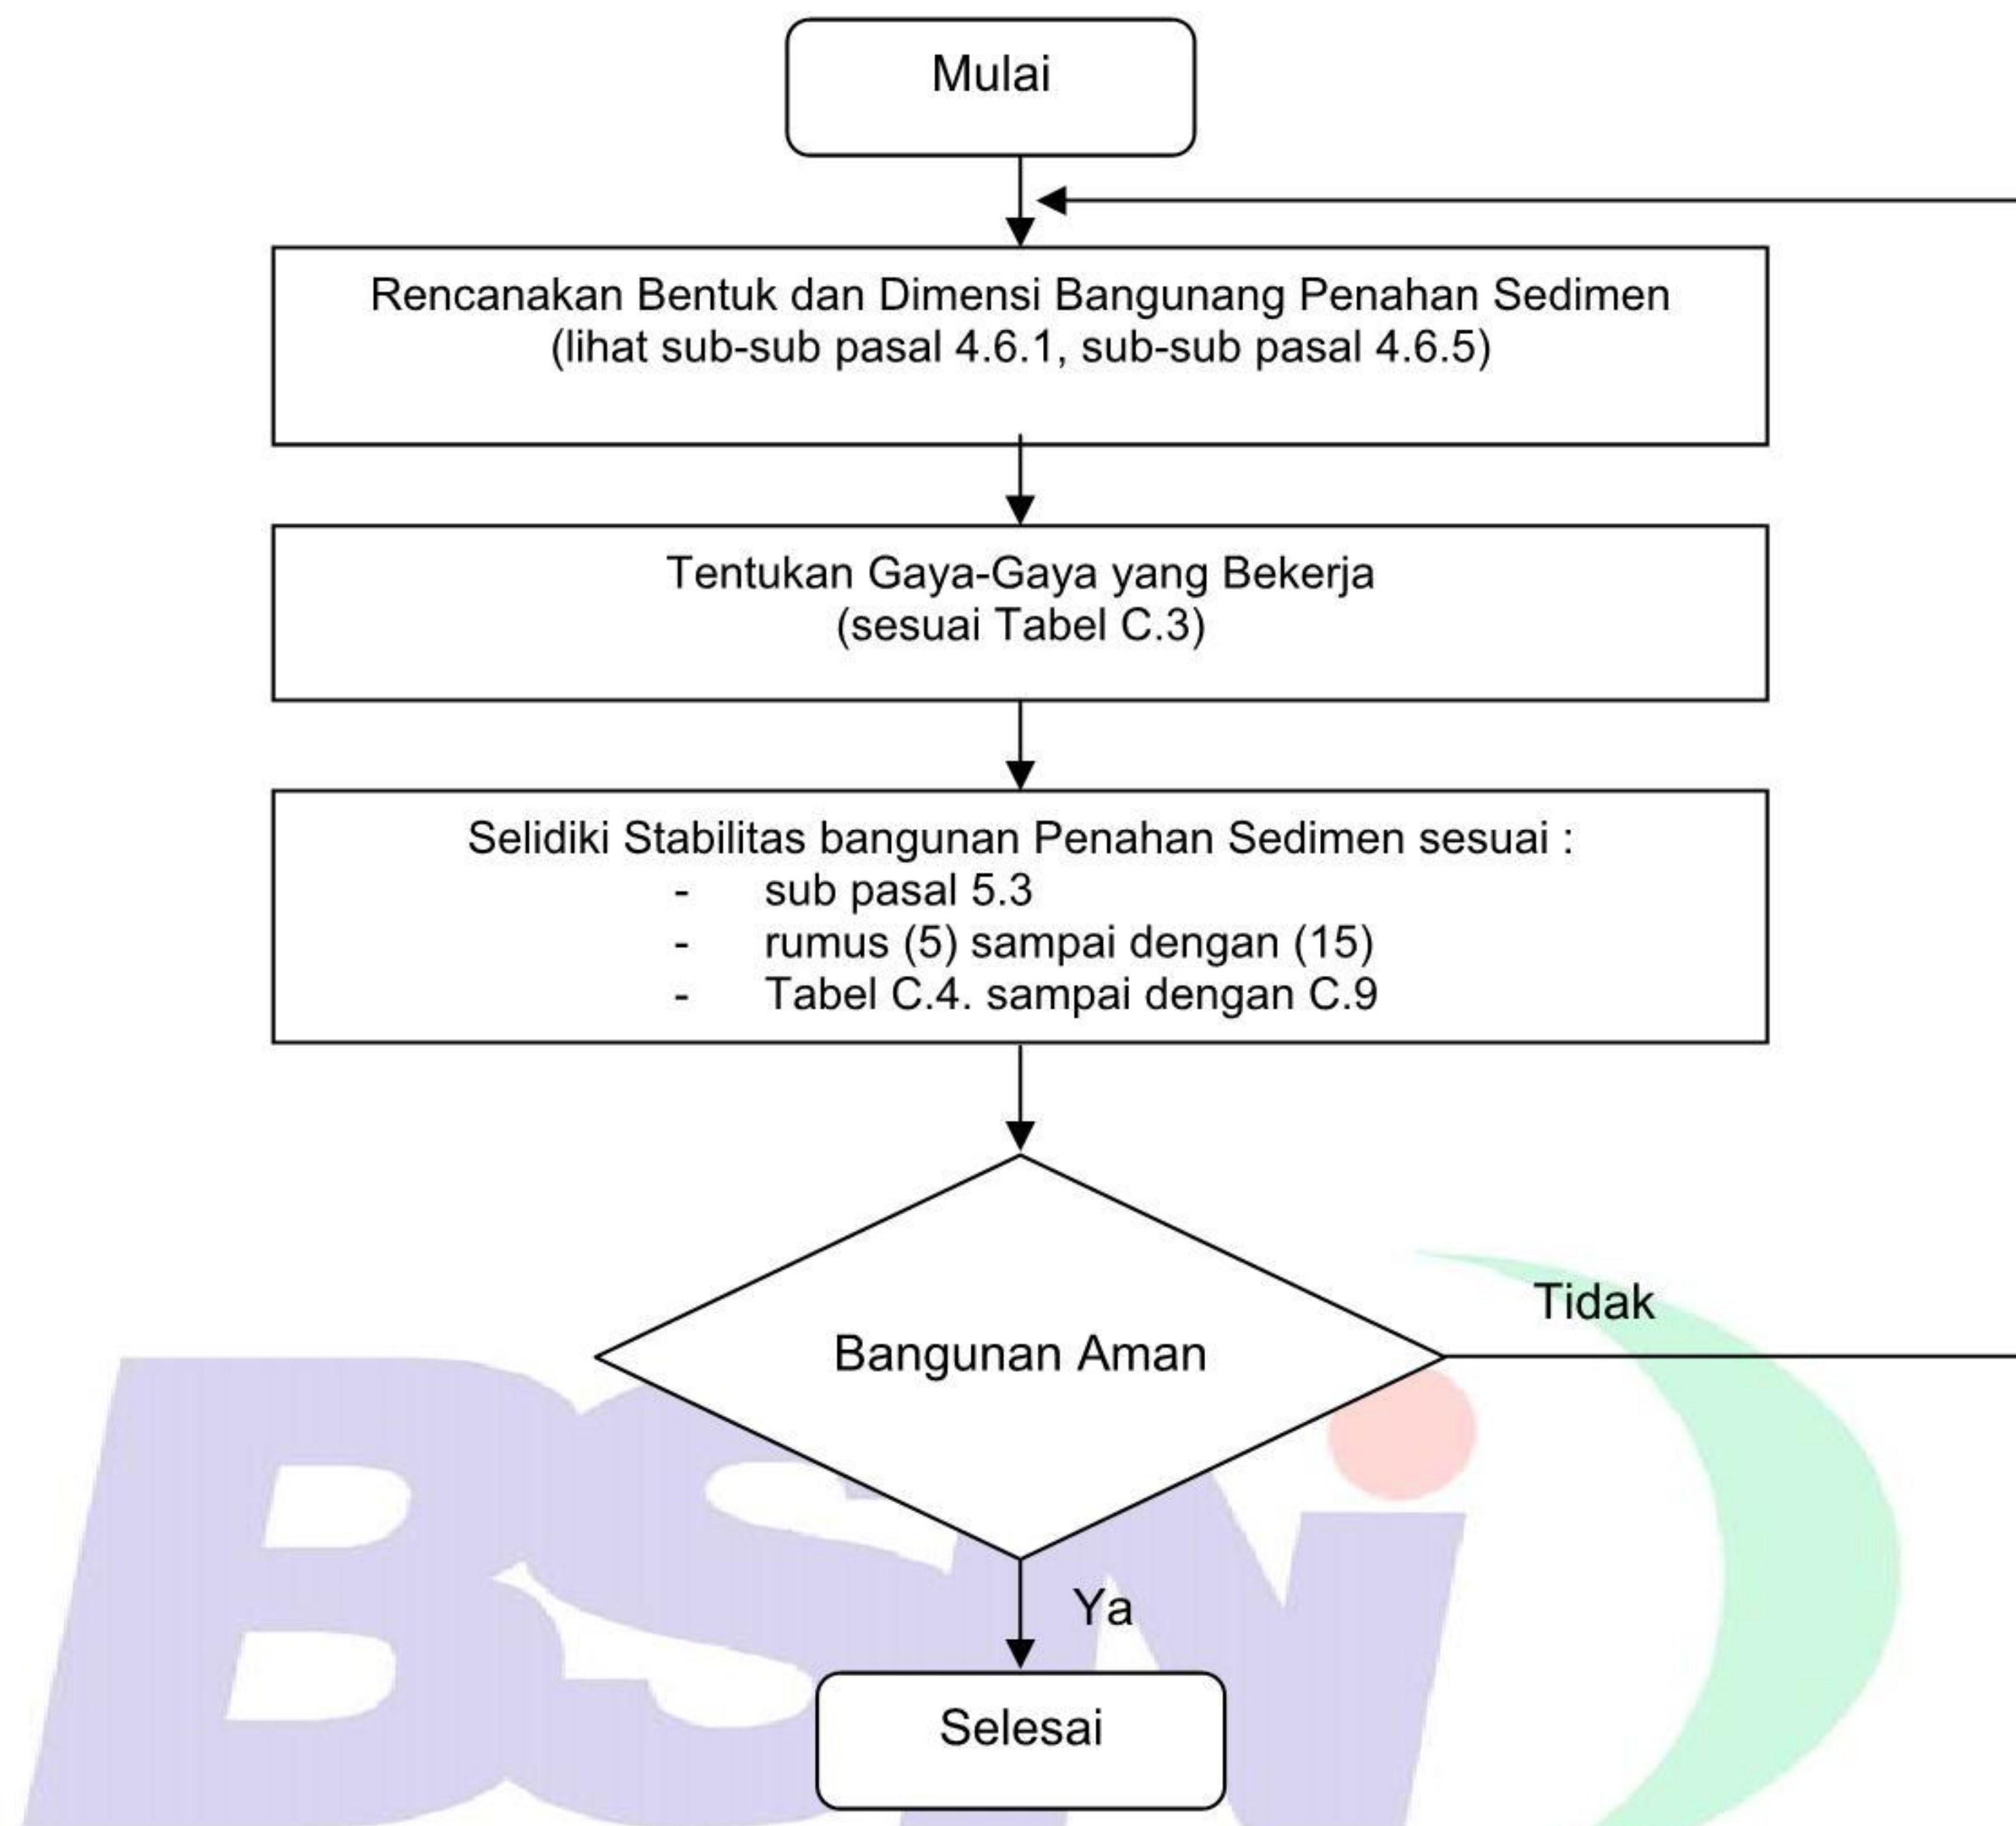 Mulai
Rencanakan Bentuk dan Dimensi Bangunang Penahan Sedimen
(lihat sub-sub pasal 4.6.1, sub-sub pasal 4.6.5)
Tentukan Gaya-Gaya yang Bekerja
(sesuai Tabel C.3)
Selidiki Stabilitas bangunan Penahan Sedimen sesuai :
- sub pasal 5.3
- rumus (5) sampai dengan (15)
- Tabel C.4. sampai dengan C.9
Tidak
Bangunan Aman
Ya
Selesai
BSNi